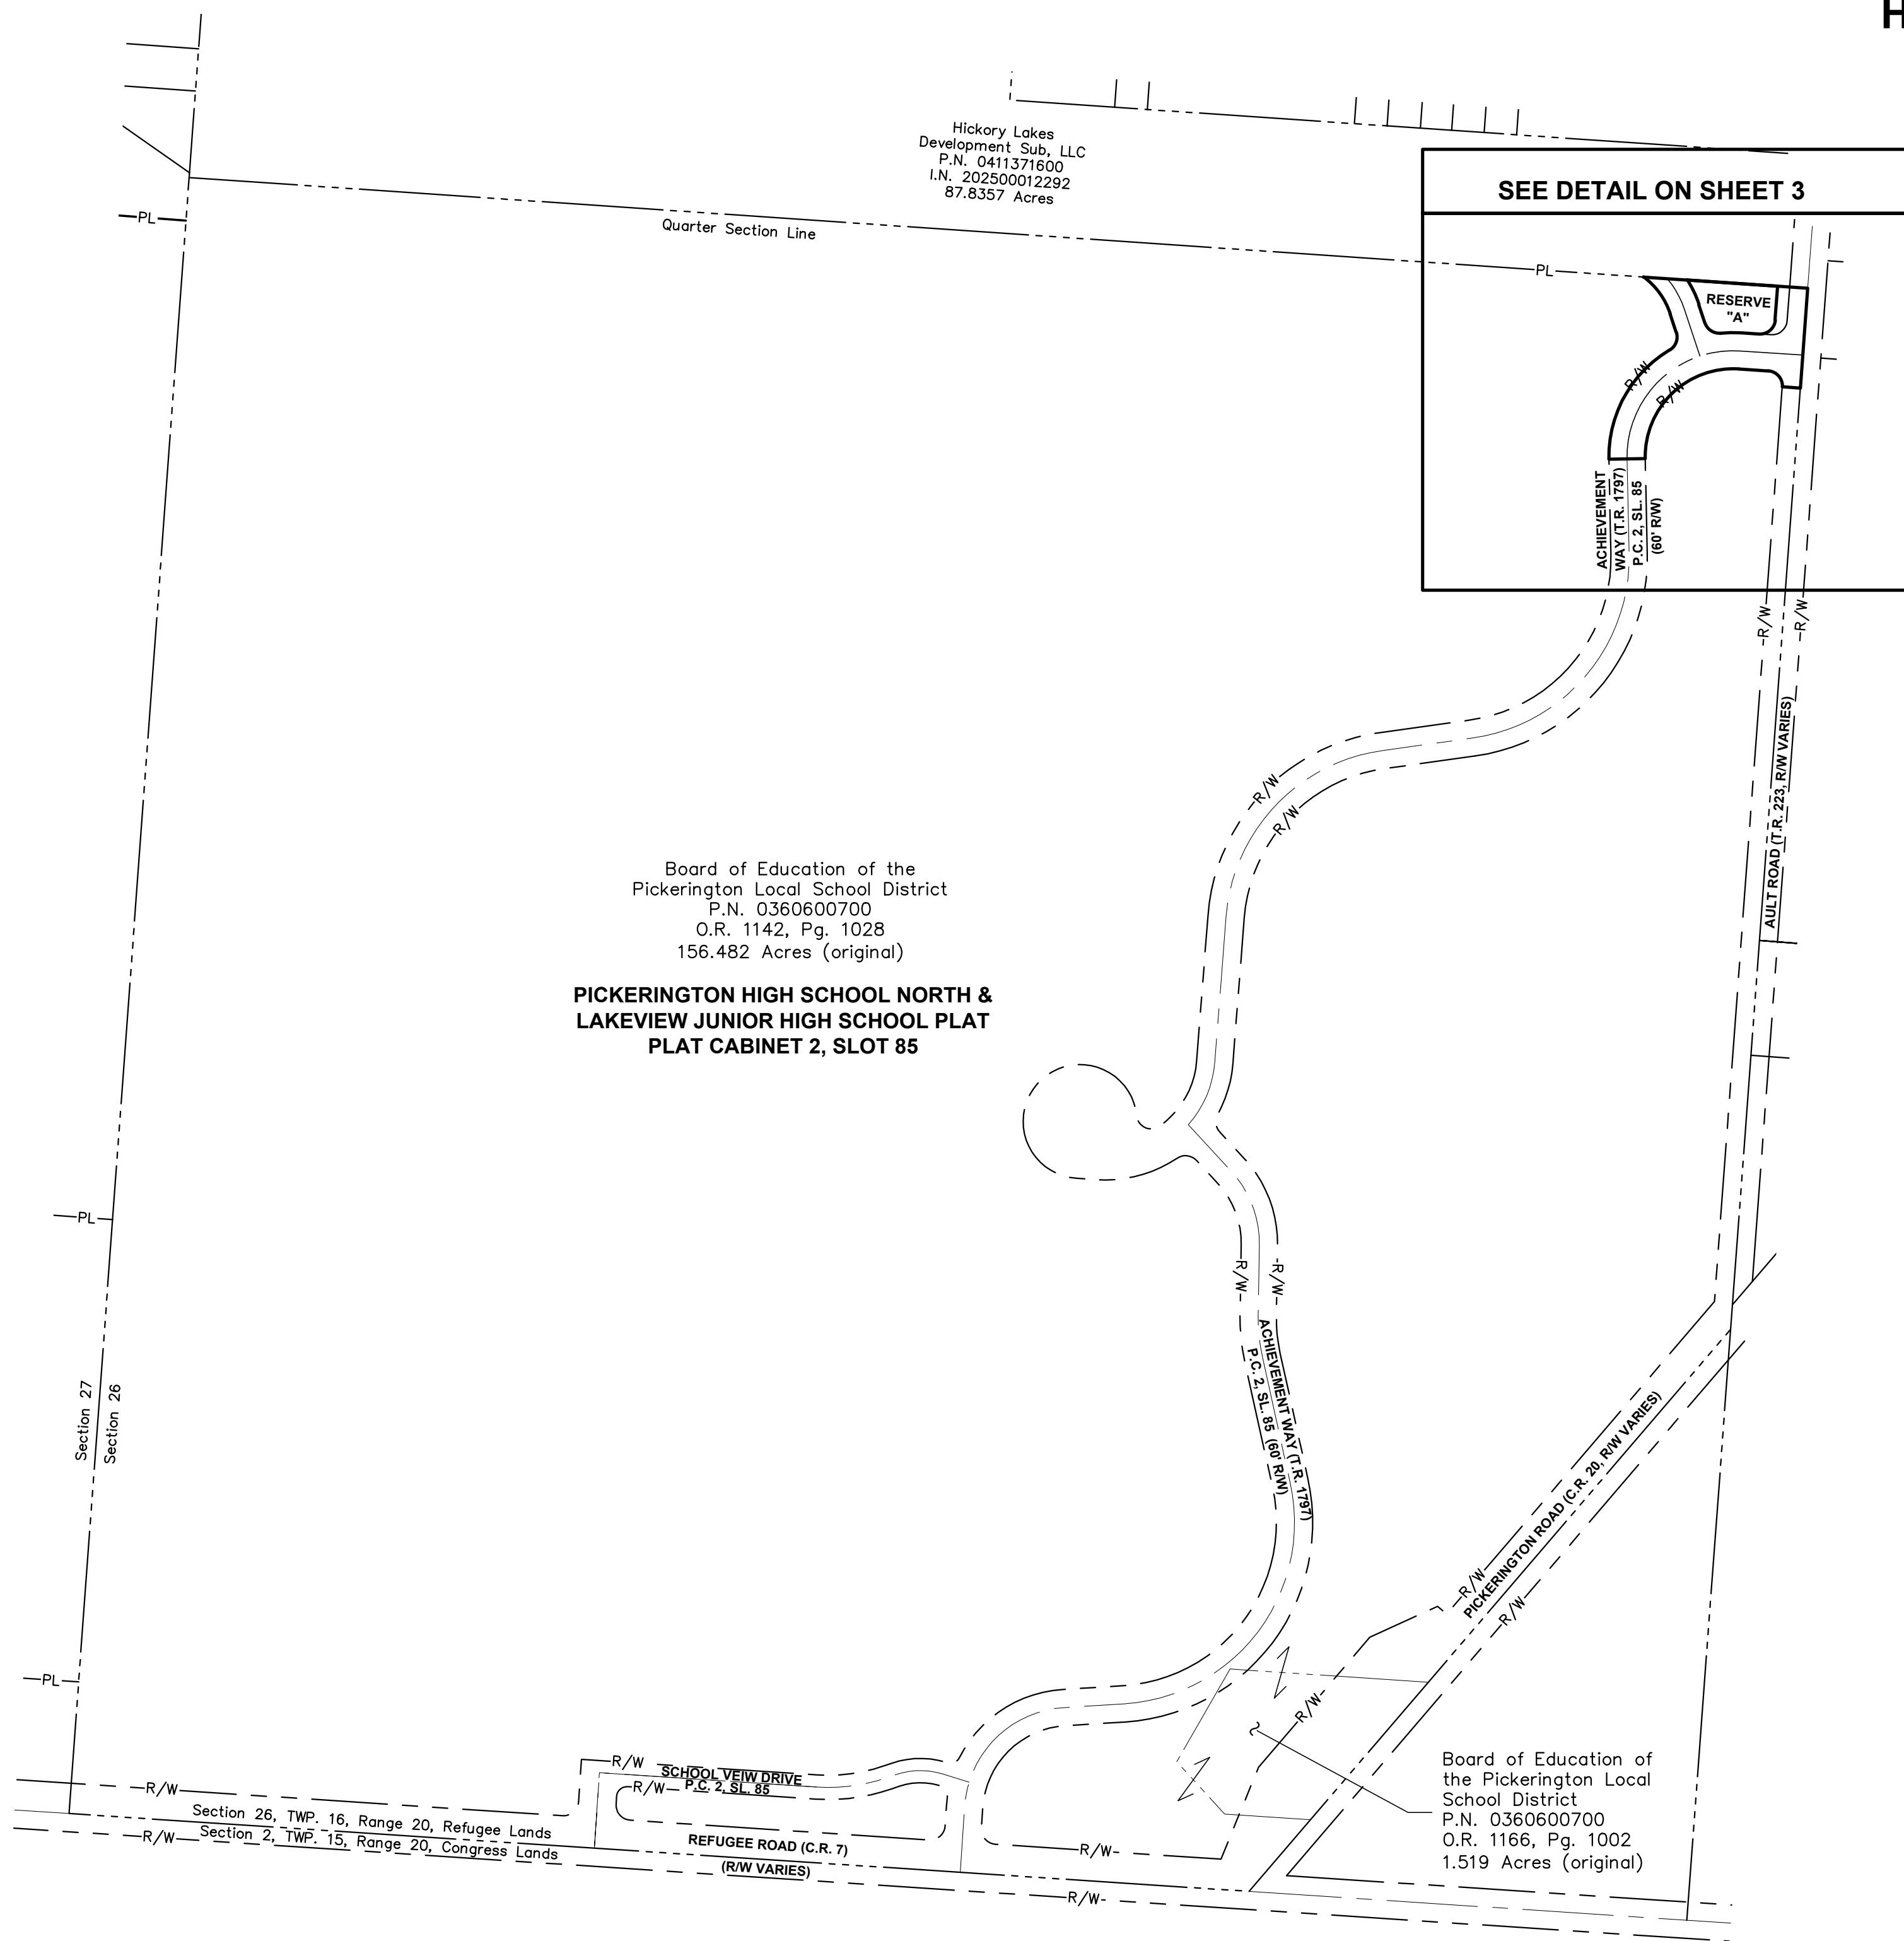 H
Hickory Lakes
Development Sub, LLC
P.N. 0411371600
I.N. 202500012292
87.8357 Acres
SEE DETAIL ON SHEET 3
PL
Quarter Section Line
PL
RESERVE
"A"
R/W
R/W
ACHIEVEMENT
WAY (T.R. 1797)
P.C. 2, SL. 85
(60' R/W)
R/W
R/W
AULT ROAD (T.R. 223, R/W VARIES)
R/W
R/W
Board of Education of the
Pickerington Local School District
P.N. 0360600700
O.R. 1142, Pg. 1028
156.482 Acres (original)
PICKERINGTON HIGH SCHOOL NORTH &
LAKEVIEW JUNIOR HIGH SCHOOL PLAT
PLAT CABINET 2, SLOT 85
PL
R/W
R/W
ACHIEVEMENT WAY (T.R. 1797)
P.C. 2, SL. 85 (60' R/W)
Section 27
Section 26
PICKERINGTON ROAD (C.R. 20, R/W VARIES)
R/W
R/W
PL
R/W
R/W
SCHOOL VEIW DRIVE
R/W
P.C. 2, SL. 85
R/W
Section 26, TWP. 16, Range 20, Refugee Lands
Section 2, TWP. 15, Range 20, Congress Lands
R/W
REFUGEE ROAD (C.R. 7)
(R/W VARIES)
R/W
R/W
Board of Education of
the Pickerington Local
School District
P.N. 0360600700
O.R. 1166, Pg. 1002
1.519 Acres (original)